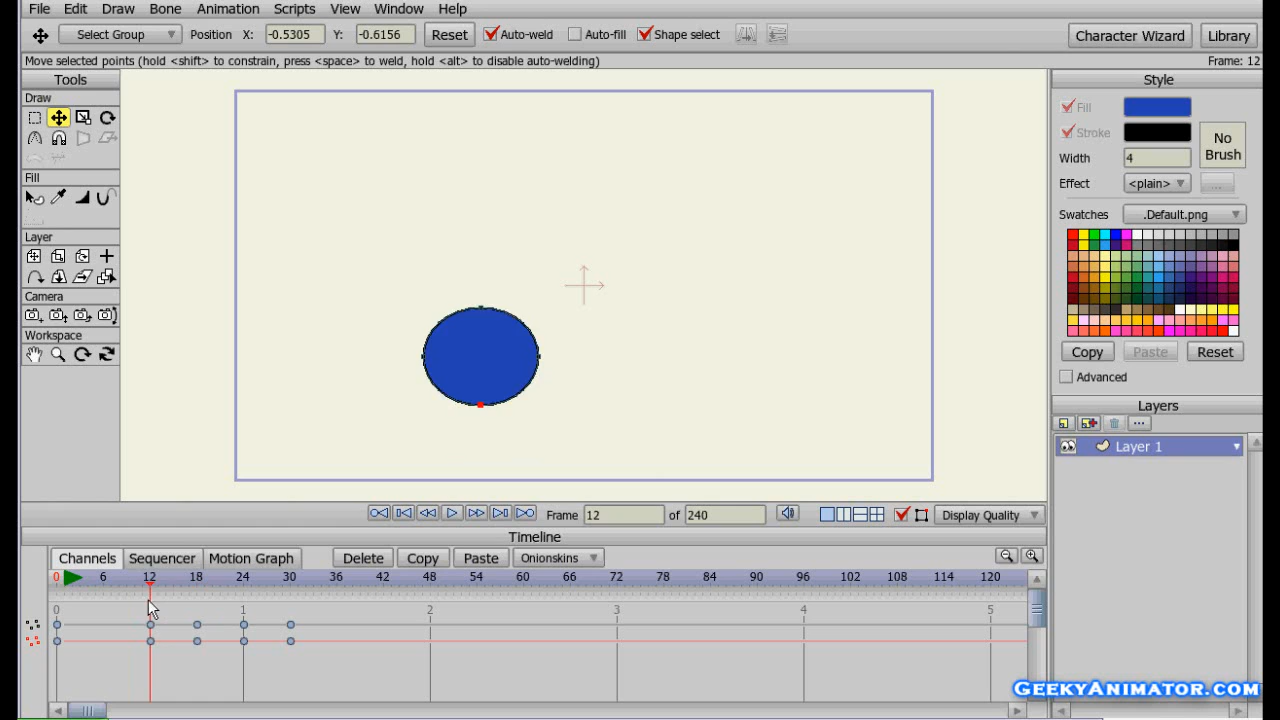 File Edit Draw Bone Animation Scripts View Window Help
Select Group Position X: -0.5305 Y: -0.6156 Reset Auto-weld Auto-fill Shape select Character Wizard Library
Move selected points (hold <shift> to constrain, press <space> to weld, hold <alt> to disable auto-welding) Frame: 12
Tools
Draw
Fill
Layer
Camera
Workspace
Style
Fill
Stroke
No Brush
Width 4
Effect <plain> ...
Swatches .Default.png
Copy Paste Reset
Advanced
Layers
Layer 1
Frame 12 of 240 Display Quality
Timeline
Channels Sequencer Motion Graph Delete Copy Paste Onionskins
0 6 12 18 24 30 36 42 48 54 60 66 72 78 84 90 96 102 108 114 120
0 1 2 3 4 5
GeekyAnimator.com